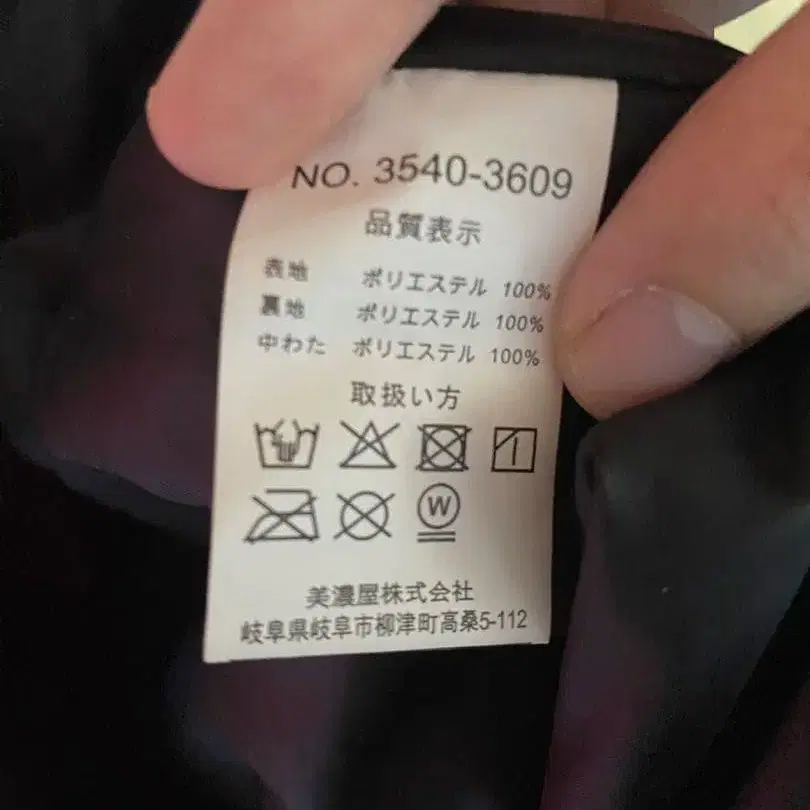 NO. 3540-3609
品質表示
表地 ポリエステル 100%
裏地 ポリエステル 100%
中わた ポリエステル 100%
取扱い方
W
美濃屋株式会社
岐阜県岐阜市柳津町高桑5-112